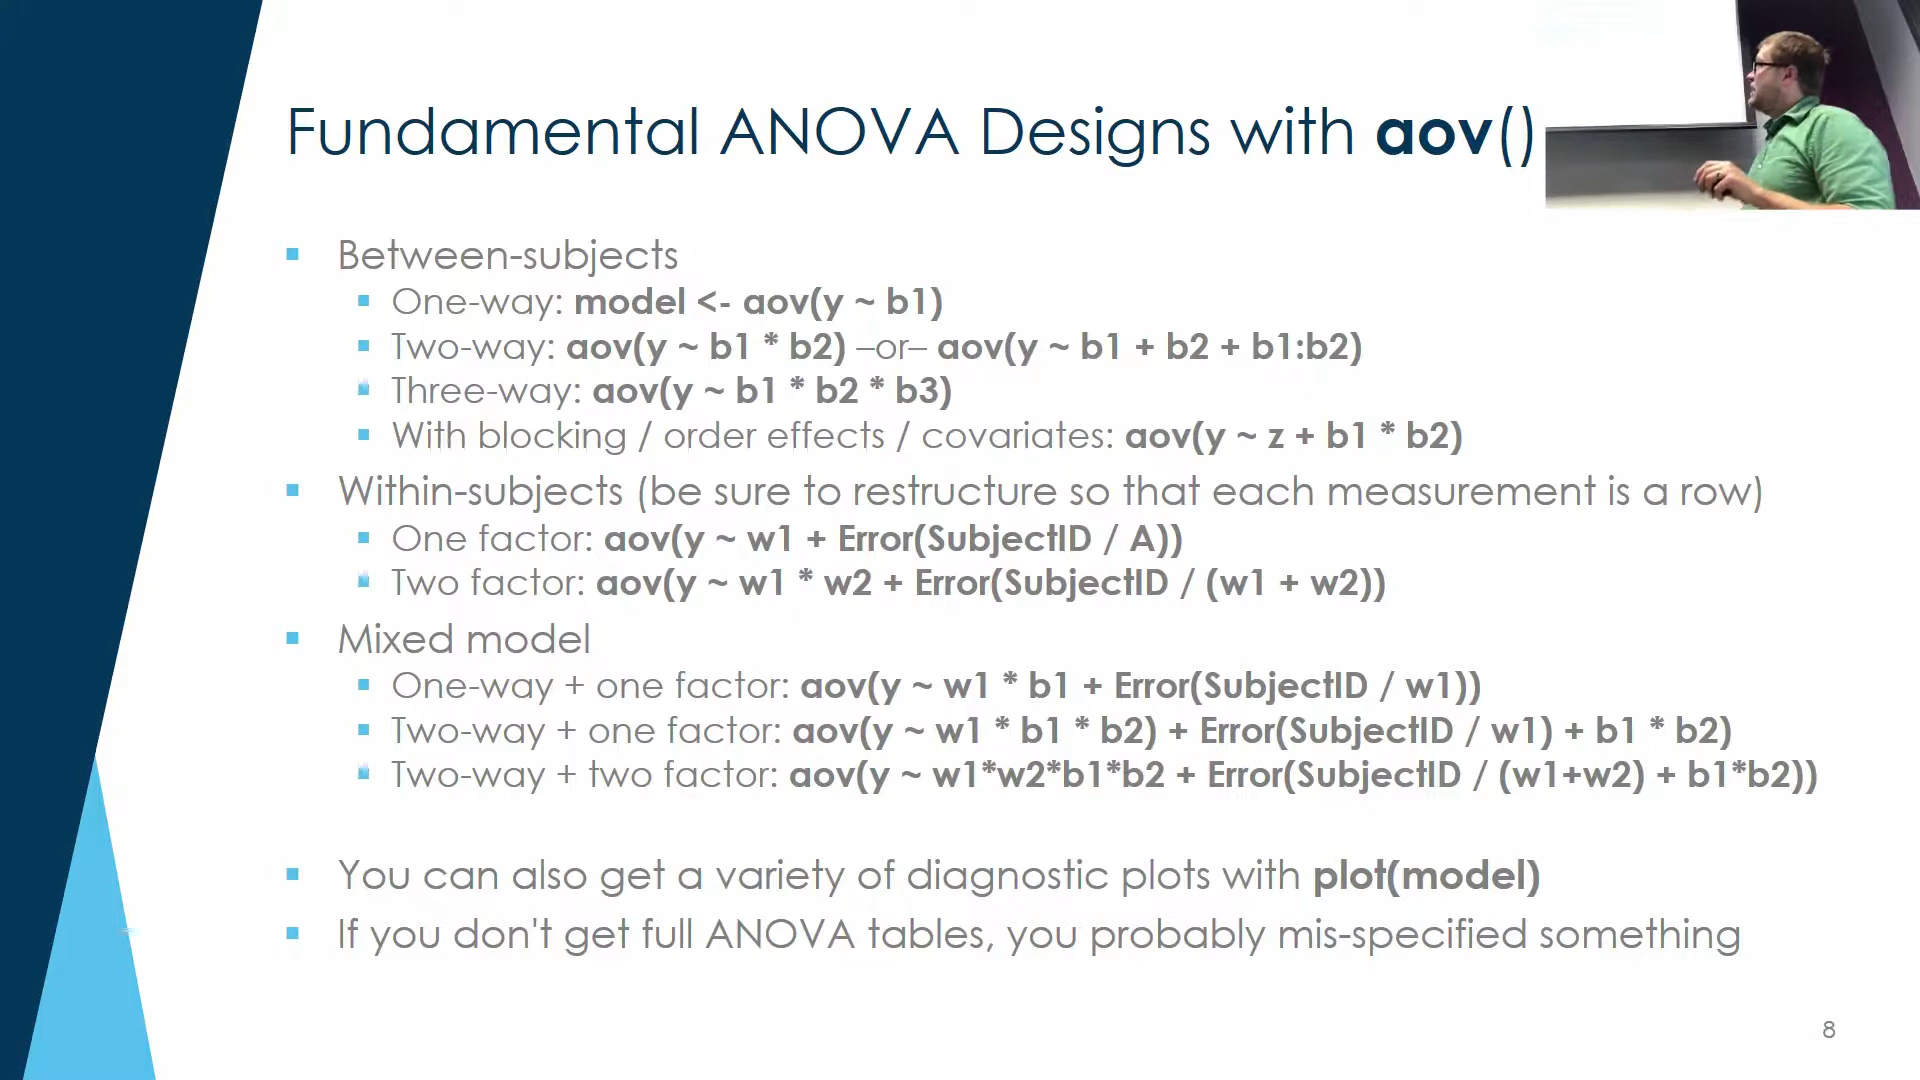 Fundamental ANOVA Designs with aov()
Between-subjects
One-way: model <- aov(y ~ b1)
Two-way: aov(y ~ b1 * b2) –or– aov(y ~ b1 + b2 + b1:b2)
Three-way: aov(y ~ b1 * b2 * b3)
With blocking / order effects / covariates: aov(y ~ z + b1 * b2)
Within-subjects (be sure to restructure so that each measurement is a row)
One factor: aov(y ~ w1 + Error(SubjectID / A))
Two factor: aov(y ~ w1 * w2 + Error(SubjectID / (w1 + w2))
Mixed model
One-way + one factor: aov(y ~ w1 * b1 + Error(SubjectID / w1))
Two-way + one factor: aov(y ~ w1 * b1 * b2) + Error(SubjectID / w1) + b1 * b2)
Two-way + two factor: aov(y ~ w1*w2*b1*b2 + Error(SubjectID / (w1+w2) + b1*b2))
You can also get a variety of diagnostic plots with plot(model)
If you don't get full ANOVA tables, you probably mis-specified something
8